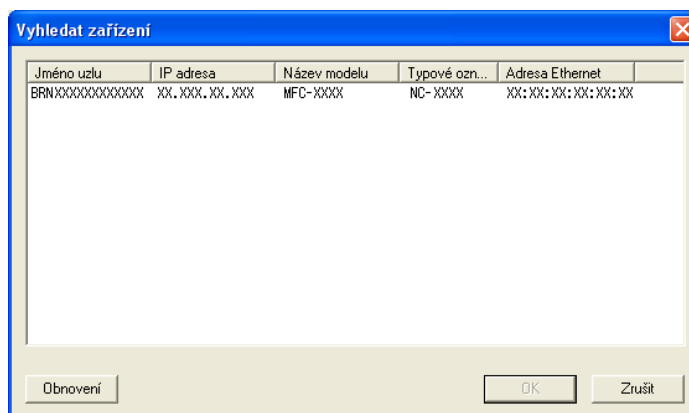 Vyhledat zařízení
Jméno uzlu IP adresa Název modelu Typové ozn... Adresa Ethernet
BRNXXXXXXXXXXXX XX.XXX.XX.XXX MFC-XXXX NC-XXXX XX:XX:XX:XX:XX:XX
Obnovení OK Zrušit